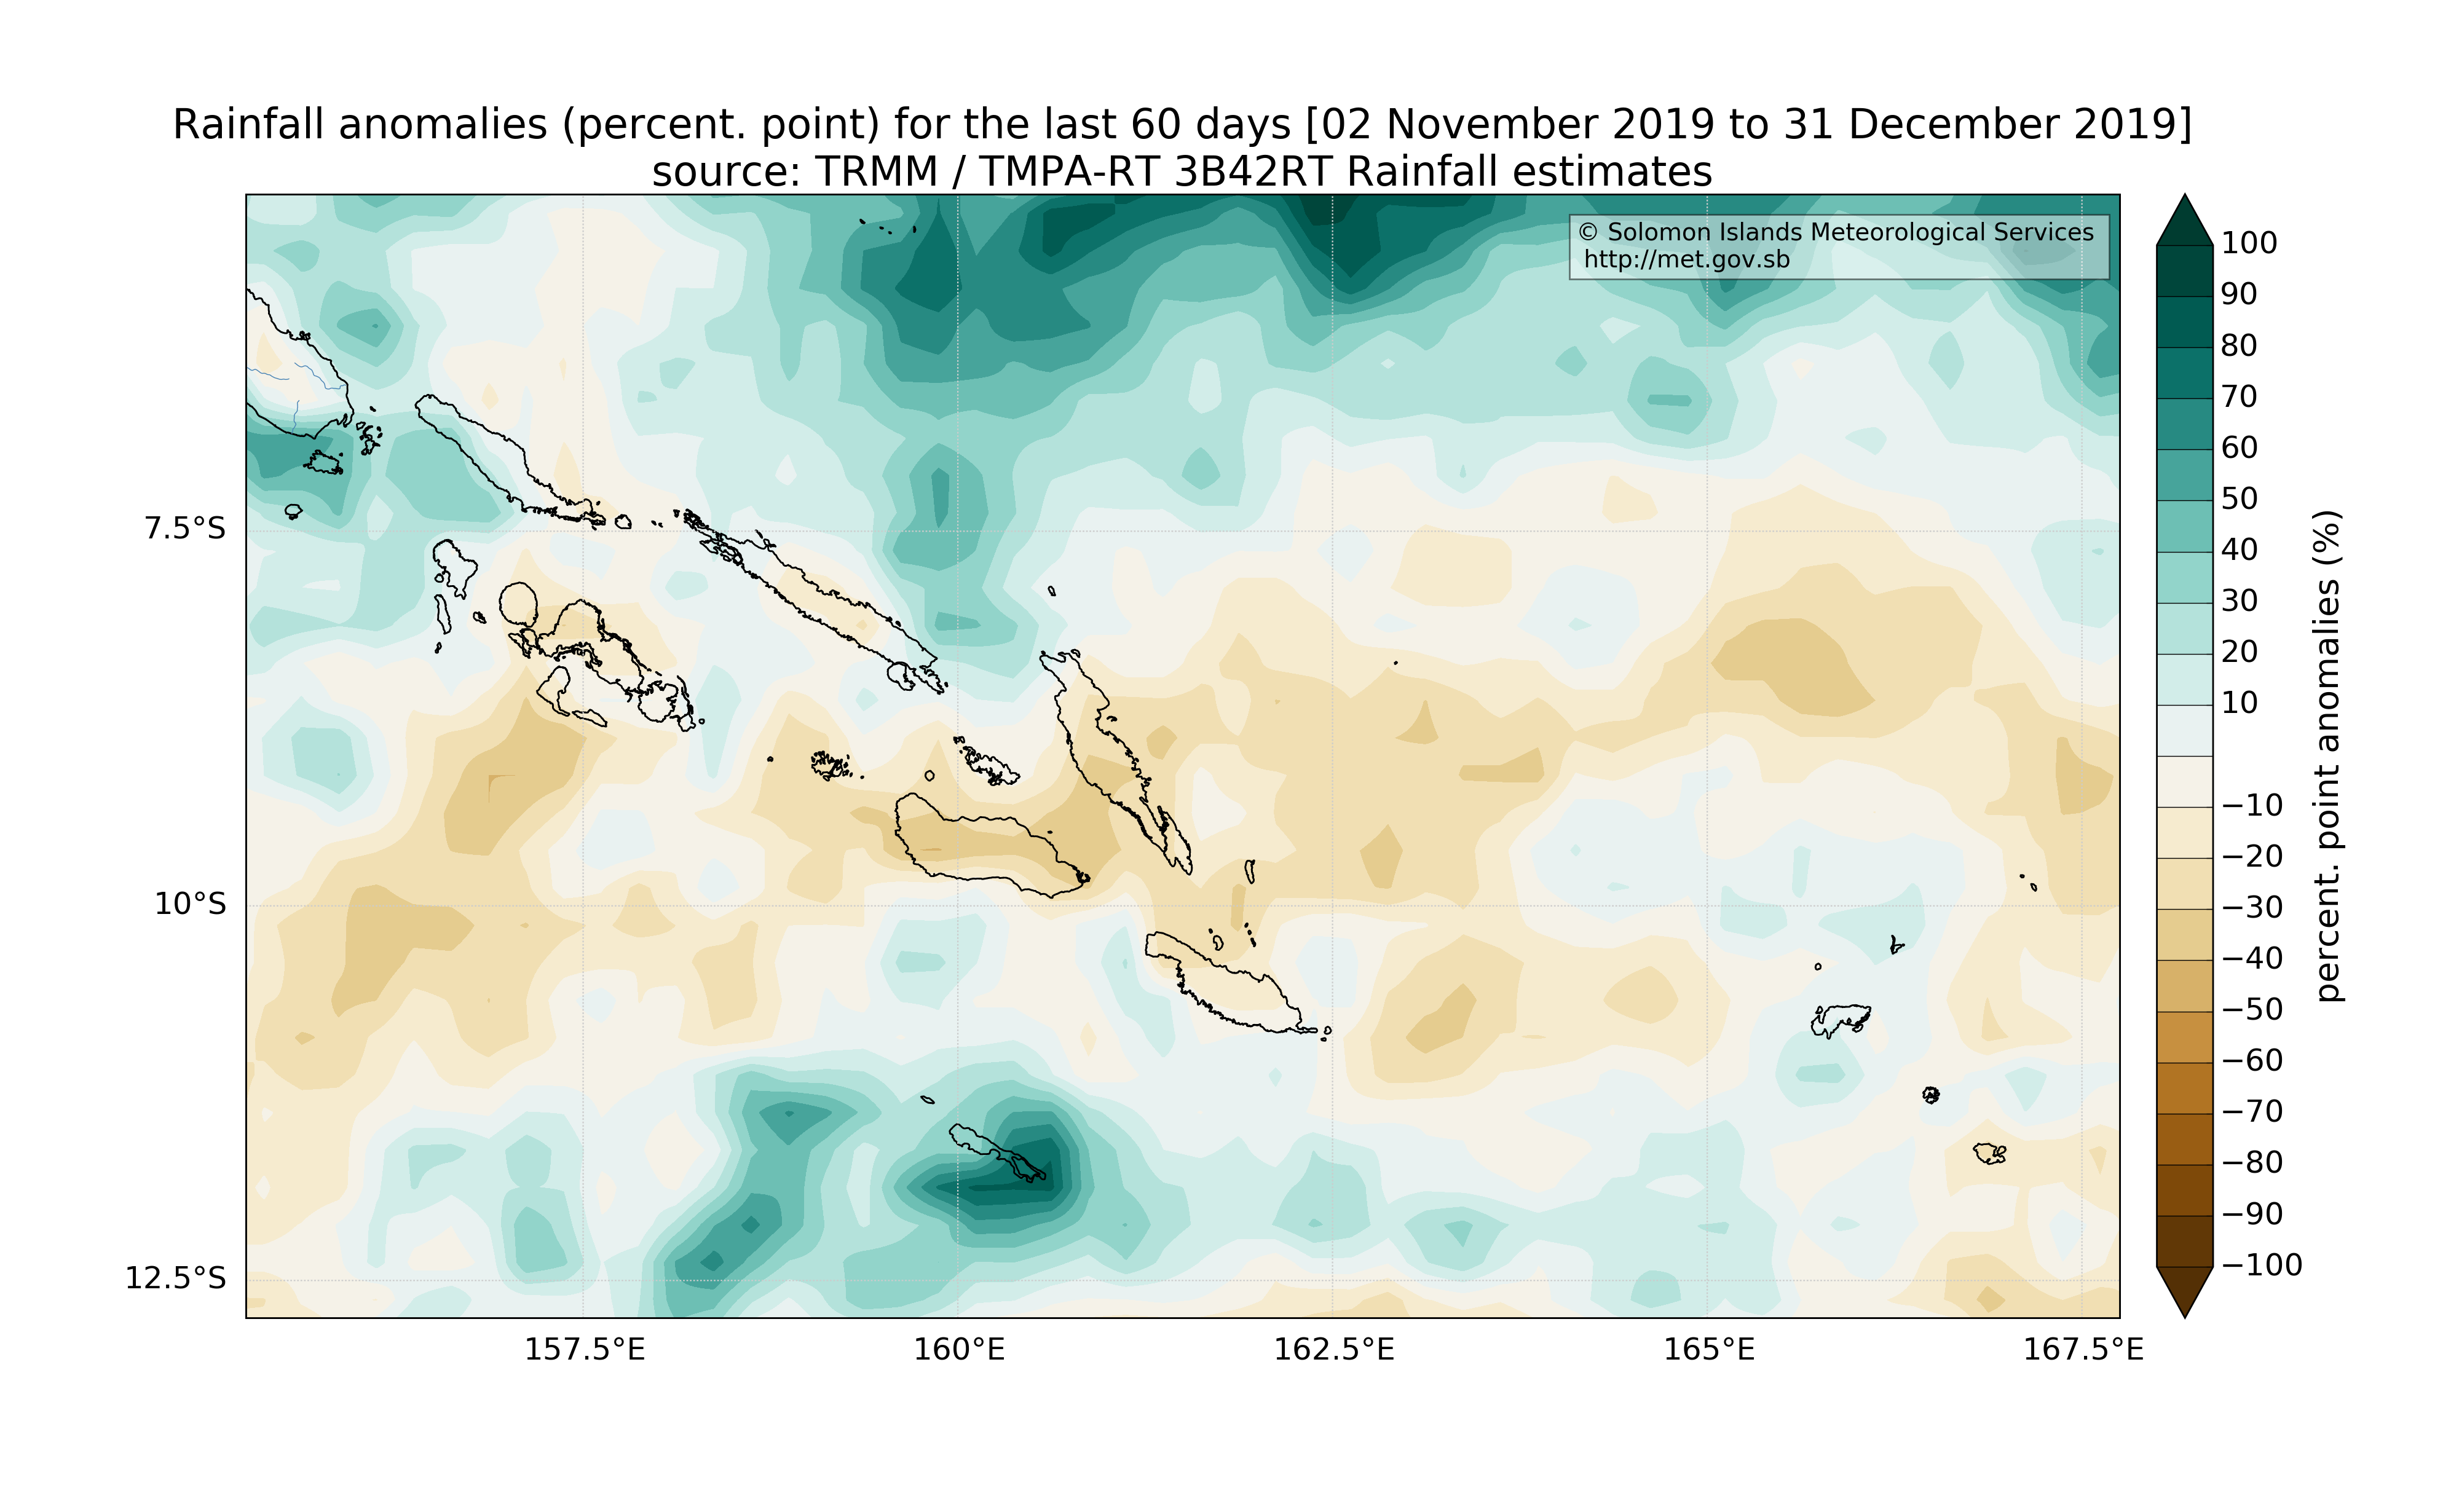 Rainfall anomalies (percent. point) for the last 60 days [02 November 2019 to 31 December 2019]
source: TRMM / TMPA-RT 3B42RT Rainfall estimates
© Solomon Islands Meteorological Services
http://met.gov.sb
7.5°S
10°S
12.5°S
157.5°E
160°E
162.5°E
165°E
167.5°E
100
90
80
70
60
50
40
30
20
10
−10
−20
−30
−40
−50
−60
−70
−80
−90
−100
percent. point anomalies (%)